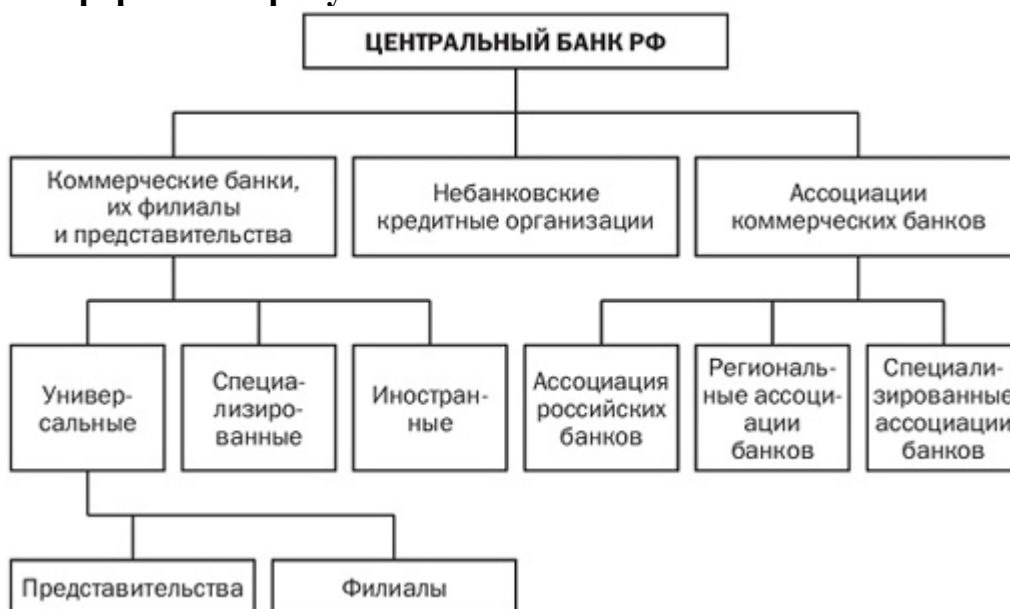 ЦЕНТРАЛЬНЫЙ БАНК РФ
Коммерческие банки,
их филиалы
и представительства
Небанковские
кредитные организации
Ассоциации
коммерческих банков
Универ-
сальные
Специа-
лизиро-
ванные
Иностран-
ные
Ассоциация
российских
банков
Региональ-
ные ассоци-
ации
банков
Специали-
зированные
ассоциации
банков
Представительства
Филиалы